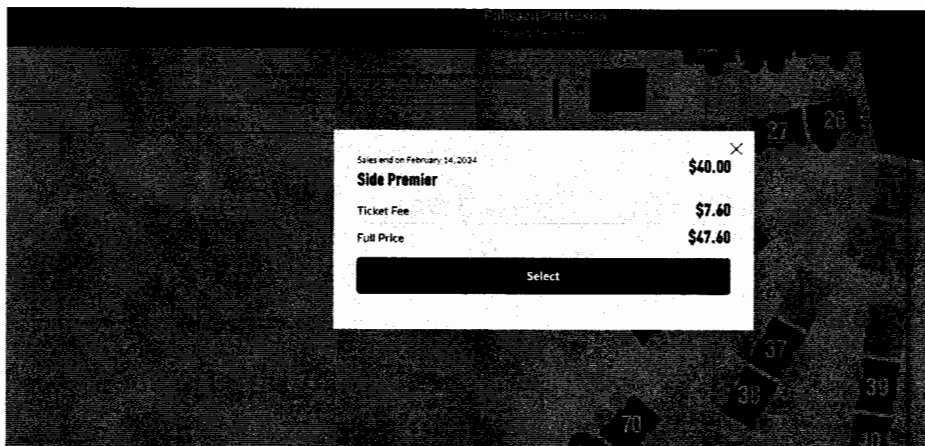 27
28
Sales end on February 14, 2024
$40.00
Side Premier
Ticket Fee
$7.60
Full Price
$47.60
Select
37
38
39
70